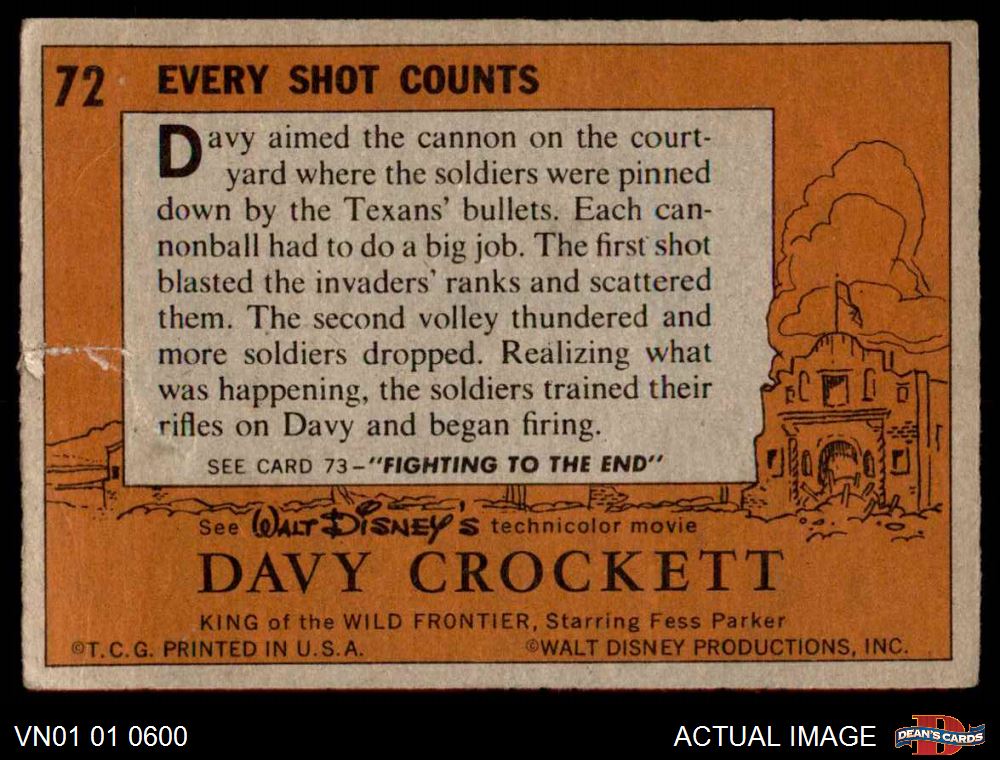 72 EVERY SHOT COUNTS
Davy aimed the cannon on the court-
yard where the soldiers were pinned
down by the Texans' bullets. Each can-
nonball had to do a big job. The first shot
blasted the invaders' ranks and scattered
them. The second volley thundered and
more soldiers dropped. Realizing what
was happening, the soldiers trained their
rifles on Davy and began firing.
SEE CARD 73–"FIGHTING TO THE END"
See WALT DISNEY'S technicolor movie
DAVY CROCKETT
KING of the WILD FRONTIER, Starring Fess Parker
©T.C.G. PRINTED IN U.S.A. ©WALT DISNEY PRODUCTIONS, INC.
VN01 01 0600 ACTUAL IMAGE D DEAN'S CARDS